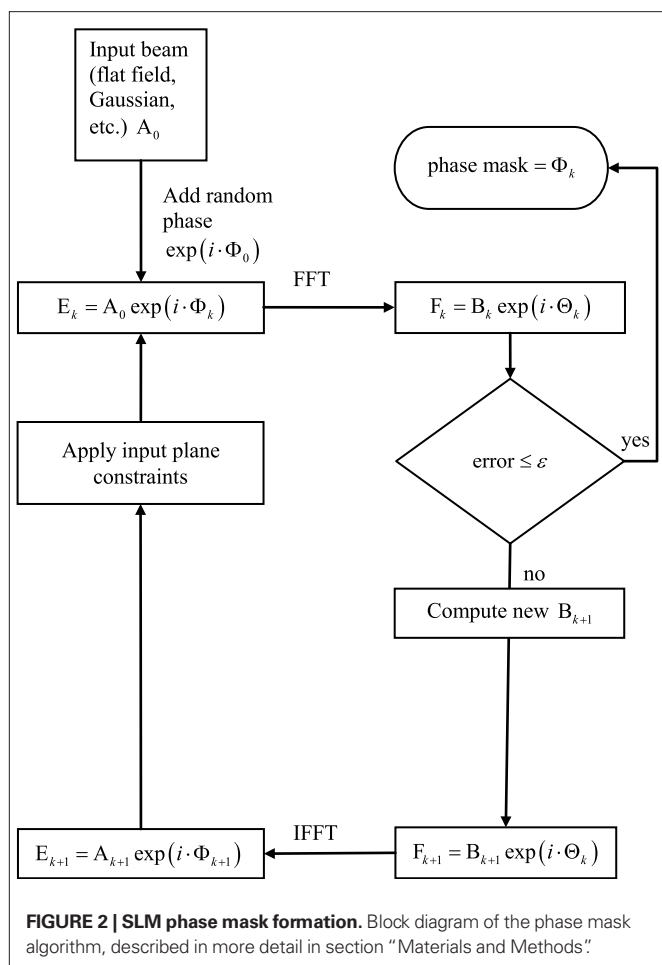 Input beam
(flat field,
Gaussian,
etc.) A₀
phase mask = Φₖ
Add random
phase
exp(i·Φ₀)
FFT
Eₖ = A₀ exp(i·Φₖ)
Fₖ = Bₖ exp(i·Θₖ)
Apply input plane
constraints
error ≤ ε
yes
no
Compute new Bₖ₊₁
IFFT
Eₖ₊₁ = Aₖ₊₁ exp(i·Φₖ₊₁)
Fₖ₊₁ = Bₖ₊₁ exp(i·Θₖ)
FIGURE 2 | SLM phase mask formation. Block diagram of the phase mask
algorithm, described in more detail in section “Materials and Methods”.